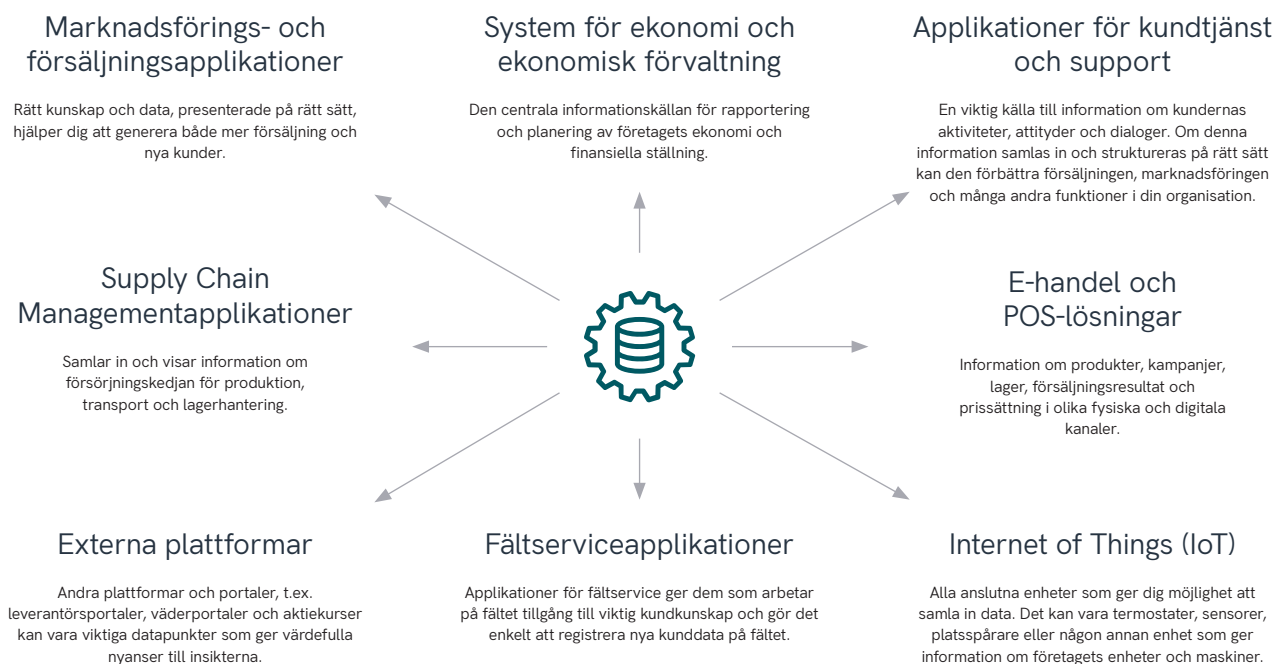 Marknadsförings- och
försäljningsapplikationer
Rätt kunskap och data, presenterade på rätt sätt,
hjälper dig att generera både mer försäljning och
nya kunder.
System för ekonomi och
ekonomisk förvaltning
Den centrala informationskällan för rapportering
och planering av företagets ekonomi och
finansiella ställning.
Applikationer för kundtjänst
och support
En viktig källa till information om kundernas
aktiviteter, attityder och dialoger. Om denna
information samlas in och struktureras på rätt sätt
kan den förbättra försäljningen, marknadsföringen
och många andra funktioner i din organisation.
Supply Chain
Managementapplikationer
Samlar in och visar information om
försörjningskedjan för produktion,
transport och lagerhantering.
E-handel och
POS-lösningar
Information om produkter, kampanjer,
lager, försäljningsresultat och
prissättning i olika fysiska och digitala
kanaler.
Externa plattformar
Andra plattformar och portaler, t.ex.
leverantörsportaler, väderportaler och aktiekurser
kan vara viktiga datapunkter som ger värdefulla
nyanser till insikterna.
Fältserviceapplikationer
Applikationer för fältservice ger dem som arbetar
på fältet tillgång till viktig kundkunskap och gör det
enkelt att registrera nya kunddata på fältet.
Internet of Things (IoT)
Alla anslutna enheter som ger dig möjlighet att
samla in data. Det kan vara termostater, sensorer,
platsspårare eller någon annan enhet som ger
information om företagets enheter och maskiner.